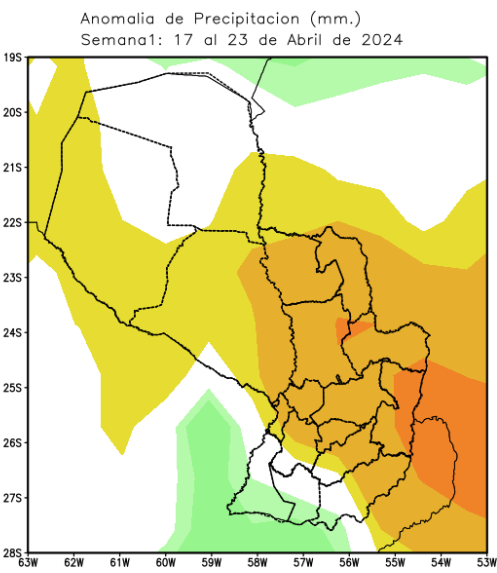 Anomalia de Precipitacion (mm.)
Semana1: 17 al 23 de Abril de 2024
19S
20S
21S
22S
23S
24S
25S
26S
27S
28S
63W 62W 61W 60W 59W 58W 57W 56W 55W 54W 53W